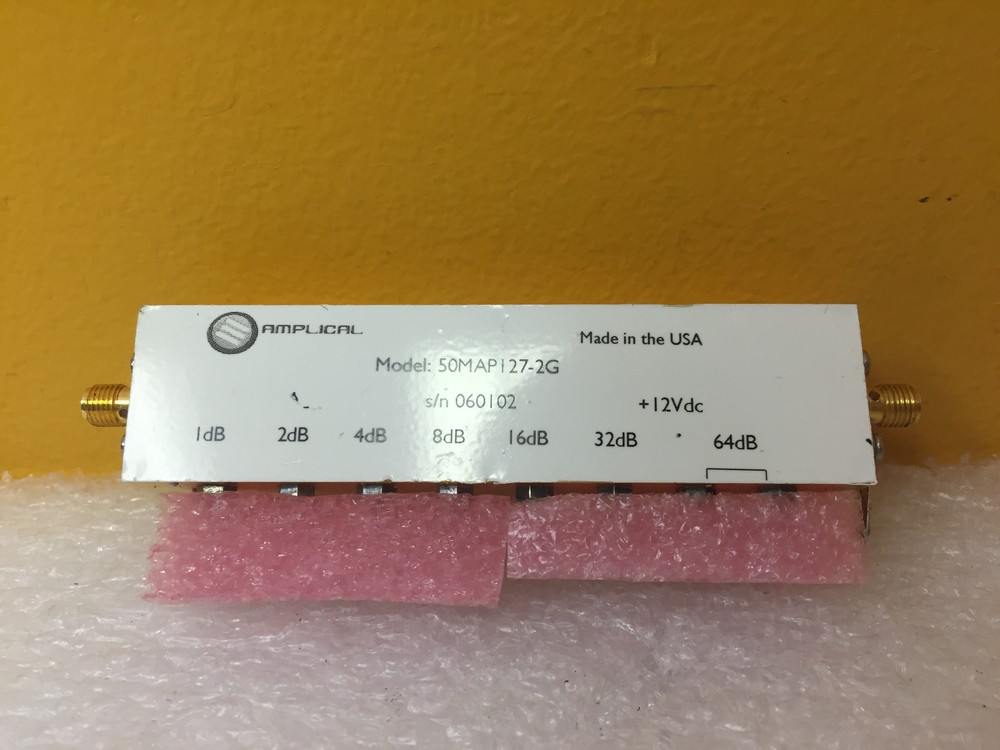 AMPLICAL
Made in the USA
Model: 50MAP127-2G
s/n 060102
+12Vdc
1dB 2dB 4dB 8dB 16dB 32dB 64dB